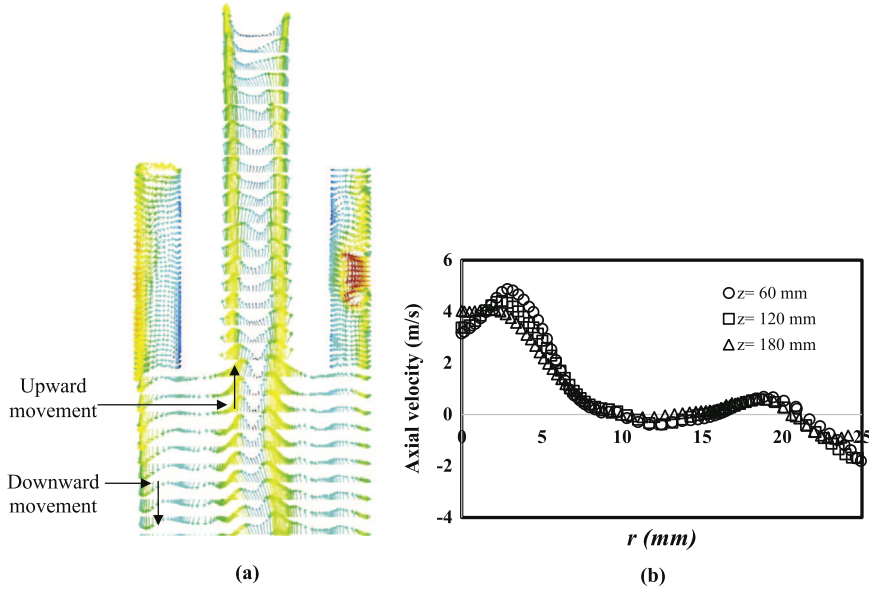 Upward
movement
Downward
movement
(a)
Axial velocity (m/s)
6
4
2
0
-2
-4
0
5
10
15
20
25
z= 60 mm
z= 120 mm
z= 180 mm
r (mm)
(b)